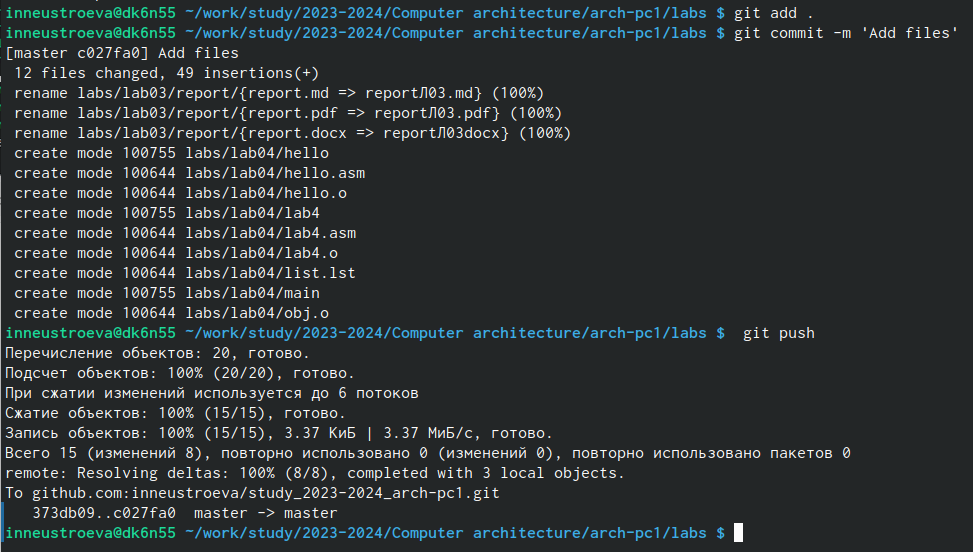 inneustroeva@dk6n55 ~/work/study/2023-2024/Computer architecture/arch-pc1/labs $ git add .
inneustroeva@dk6n55 ~/work/study/2023-2024/Computer architecture/arch-pc1/labs $ git commit -m 'Add files'
[master c027fa0] Add files
 12 files changed, 49 insertions(+)
 rename labs/lab03/report/{report.md => reportЛ03.md} (100%)
 rename labs/lab03/report/{report.pdf => reportЛ03.pdf} (100%)
 rename labs/lab03/report/{report.docx => reportЛ03docx} (100%)
 create mode 100755 labs/lab04/hello
 create mode 100644 labs/lab04/hello.asm
 create mode 100644 labs/lab04/hello.o
 create mode 100755 labs/lab04/lab4
 create mode 100644 labs/lab04/lab4.asm
 create mode 100644 labs/lab04/lab4.o
 create mode 100644 labs/lab04/list.lst
 create mode 100755 labs/lab04/main
 create mode 100644 labs/lab04/obj.o
inneustroeva@dk6n55 ~/work/study/2023-2024/Computer architecture/arch-pc1/labs $  git push
Перечисление объектов: 20, готово.
Подсчет объектов: 100% (20/20), готово.
При сжатии изменений используется до 6 потоков
Сжатие объектов: 100% (15/15), готово.
Запись объектов: 100% (15/15), 3.37 КиБ | 3.37 МиБ/с, готово.
Всего 15 (изменений 8), повторно использовано 0 (изменений 0), повторно использовано пакетов 0
remote: Resolving deltas: 100% (8/8), completed with 3 local objects.
To github.com:inneustroeva/study_2023-2024_arch-pc1.git
   373db09..c027fa0  master -> master
inneustroeva@dk6n55 ~/work/study/2023-2024/Computer architecture/arch-pc1/labs $